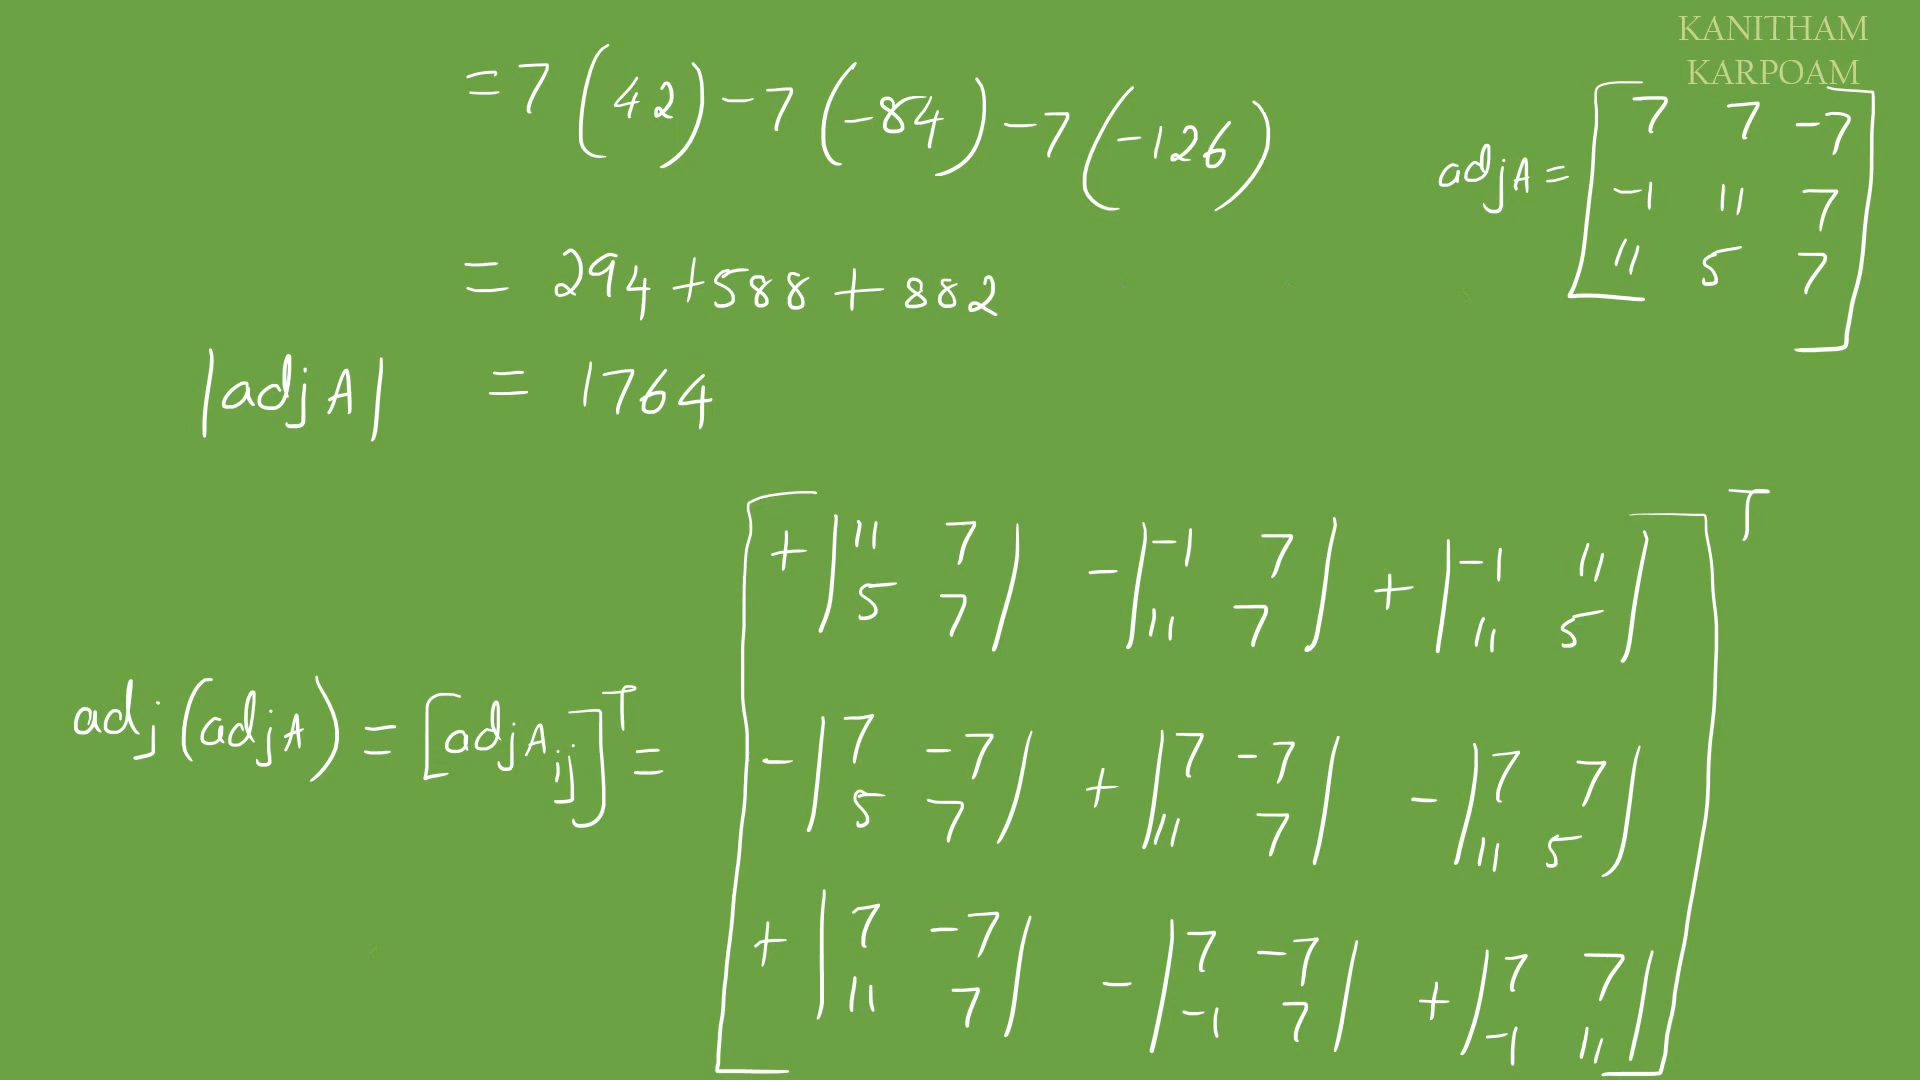 KANITHAM
KARPOAM
= 7 (42) - 7 (-84) - 7 (-126)
adj A = [7 7 -7
-1 11 7
11 5 7]
= 294 + 588 + 882
|adj A| = 1764
adj (adj A) = [adj A ij]^T = [+|11 7 -|-1 7 +|-1 11
5 7| 11 7| 11 5|
-|7 -7 +|7 -7 -|7 7
5 7| 11 7| 11 5|
+|7 -7 -|7 -7 +|7 7
11 7| -1 7| -1 11|]^T